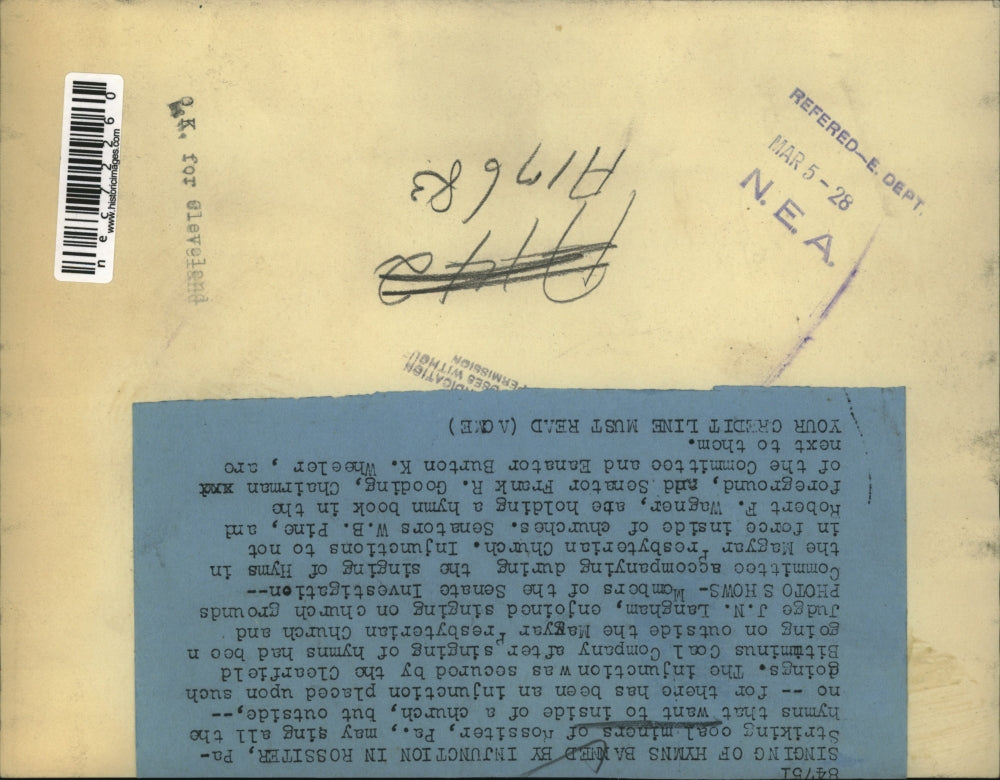 84751
SINGING OF HYMNS BANNED BY INJUNCTION IN ROSSITER, Pa-
Striking coal miners of Rossiter, Pa., may sing all the
hymns that want to inside of a church, but outside,--
no -- for there has been an injunction placed upon such
goings. The injunction was secured by the Clearfield
Bituminus Coal Company after singing of hymns had bee n
going on outside the Magyar Presbyterian Church and
Judge J.N. Langham, enjoined singing on church grounds
PHOTO SHOWS- Members of the Senate Investigation--
Committee accompanying during the singing of Hyms in
the Magyar Presbyterian Church. Injunctions to not
in force inside of churches. Senators W.B. Pine, and
Robert F. Wagner, ate holding a hymn book in the
foreground, and Senator Frank R. Gooding, Chairman xxx
of the Committee and Eanator Burton K. Wheeler, are
next to them.
YOUR CREDIT LINE MUST READ (ACME)
REFERED-E. DEPT.
MAR 5-28
N.E.A.
O.K. for cleveland
A17683
nec72260
www.historicimages.com
PERMISSION